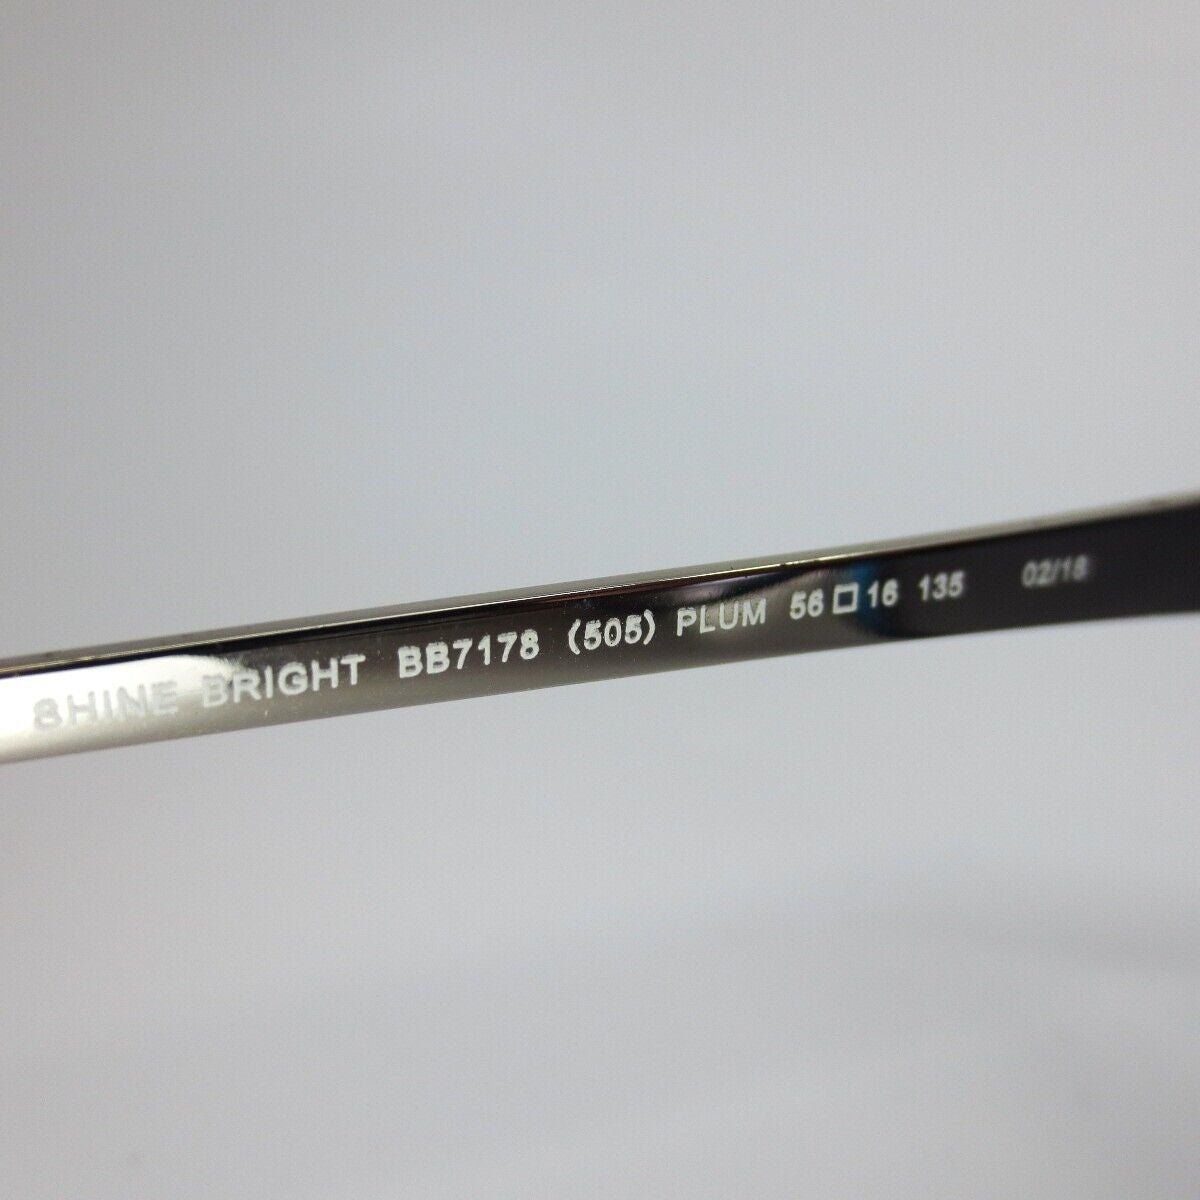 SHINE BRIGHT BB7178 (505) PLUM 56□16 135 02/18